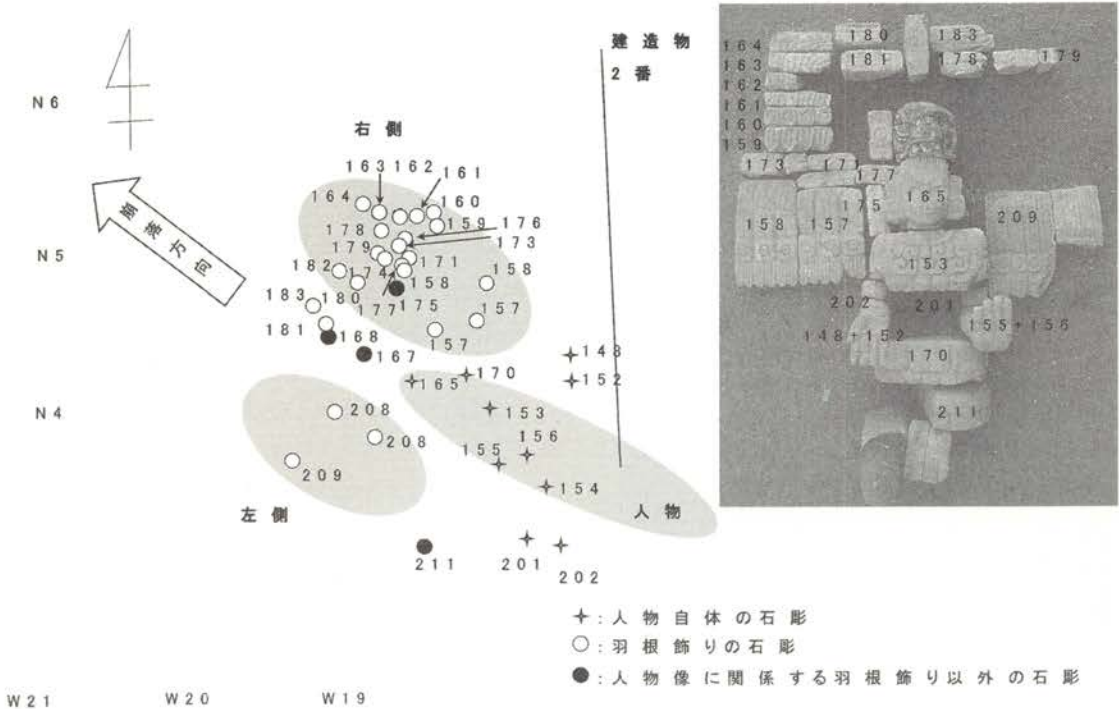 建造物
2番
N6
右側
163 162 161
164 160
159
178 176
179 173
N5
崩落方向
182 174 171
158 158
183 180 177 175 157
181 168 157
167 148
165 170 152
N4
208 153
208 156
155
209 154
左側 人物
211 201
202
✦:人物自体の石彫
○:羽根飾りの石彫
●:人物像に関係する羽根飾り以外の石彫
W21 W20 W19
164 180 183
163 181 178 179
162
161
160
159
173 171
177
175 165
158 157 209
153
202 201
148+152 155+156
170
211